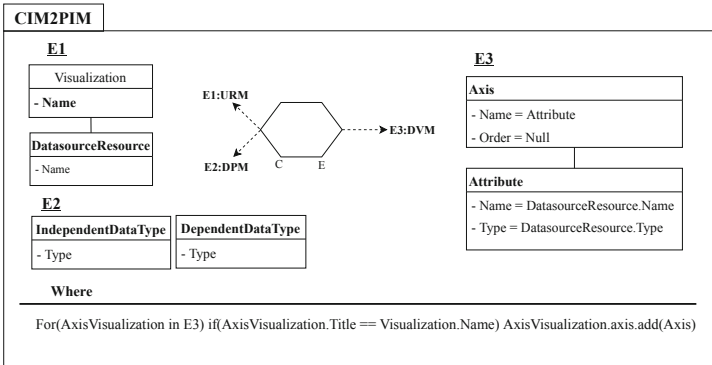 CIM2PIM
E1
Visualization
- Name
DatasourceResource
- Name
E2
IndependentDataType
- Type
DependentDataType
- Type
E1:URM
E2:DPM
C E
E3:DVM
E3
Axis
- Name = Attribute
- Order = Null
Attribute
- Name = DatasourceResource.Name
- Type = DatasourceResource.Type
Where
For(AxisVisualization in E3) if(AxisVisualization.Title == Visualization.Name) AxisVisualization.axis.add(Axis)